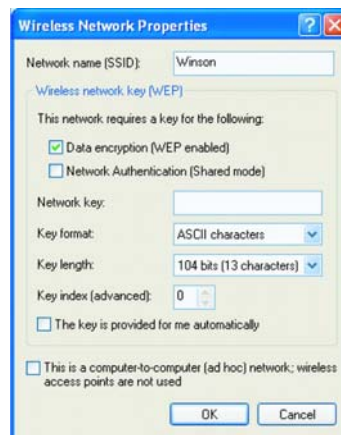 Wireless Network Properties
Network name (SSID): Winson
Wireless network key (WEP)
This network requires a key for the following:
Data encryption (WEP enabled)
Network Authentication (Shared mode)
Network key:
Key format: ASCII characters
Key length: 104 bits (13 characters)
Key index (advanced): 0
The key is provided for me automatically
This is a computer-to-computer (ad hoc) network; wireless
access points are not used
OK Cancel